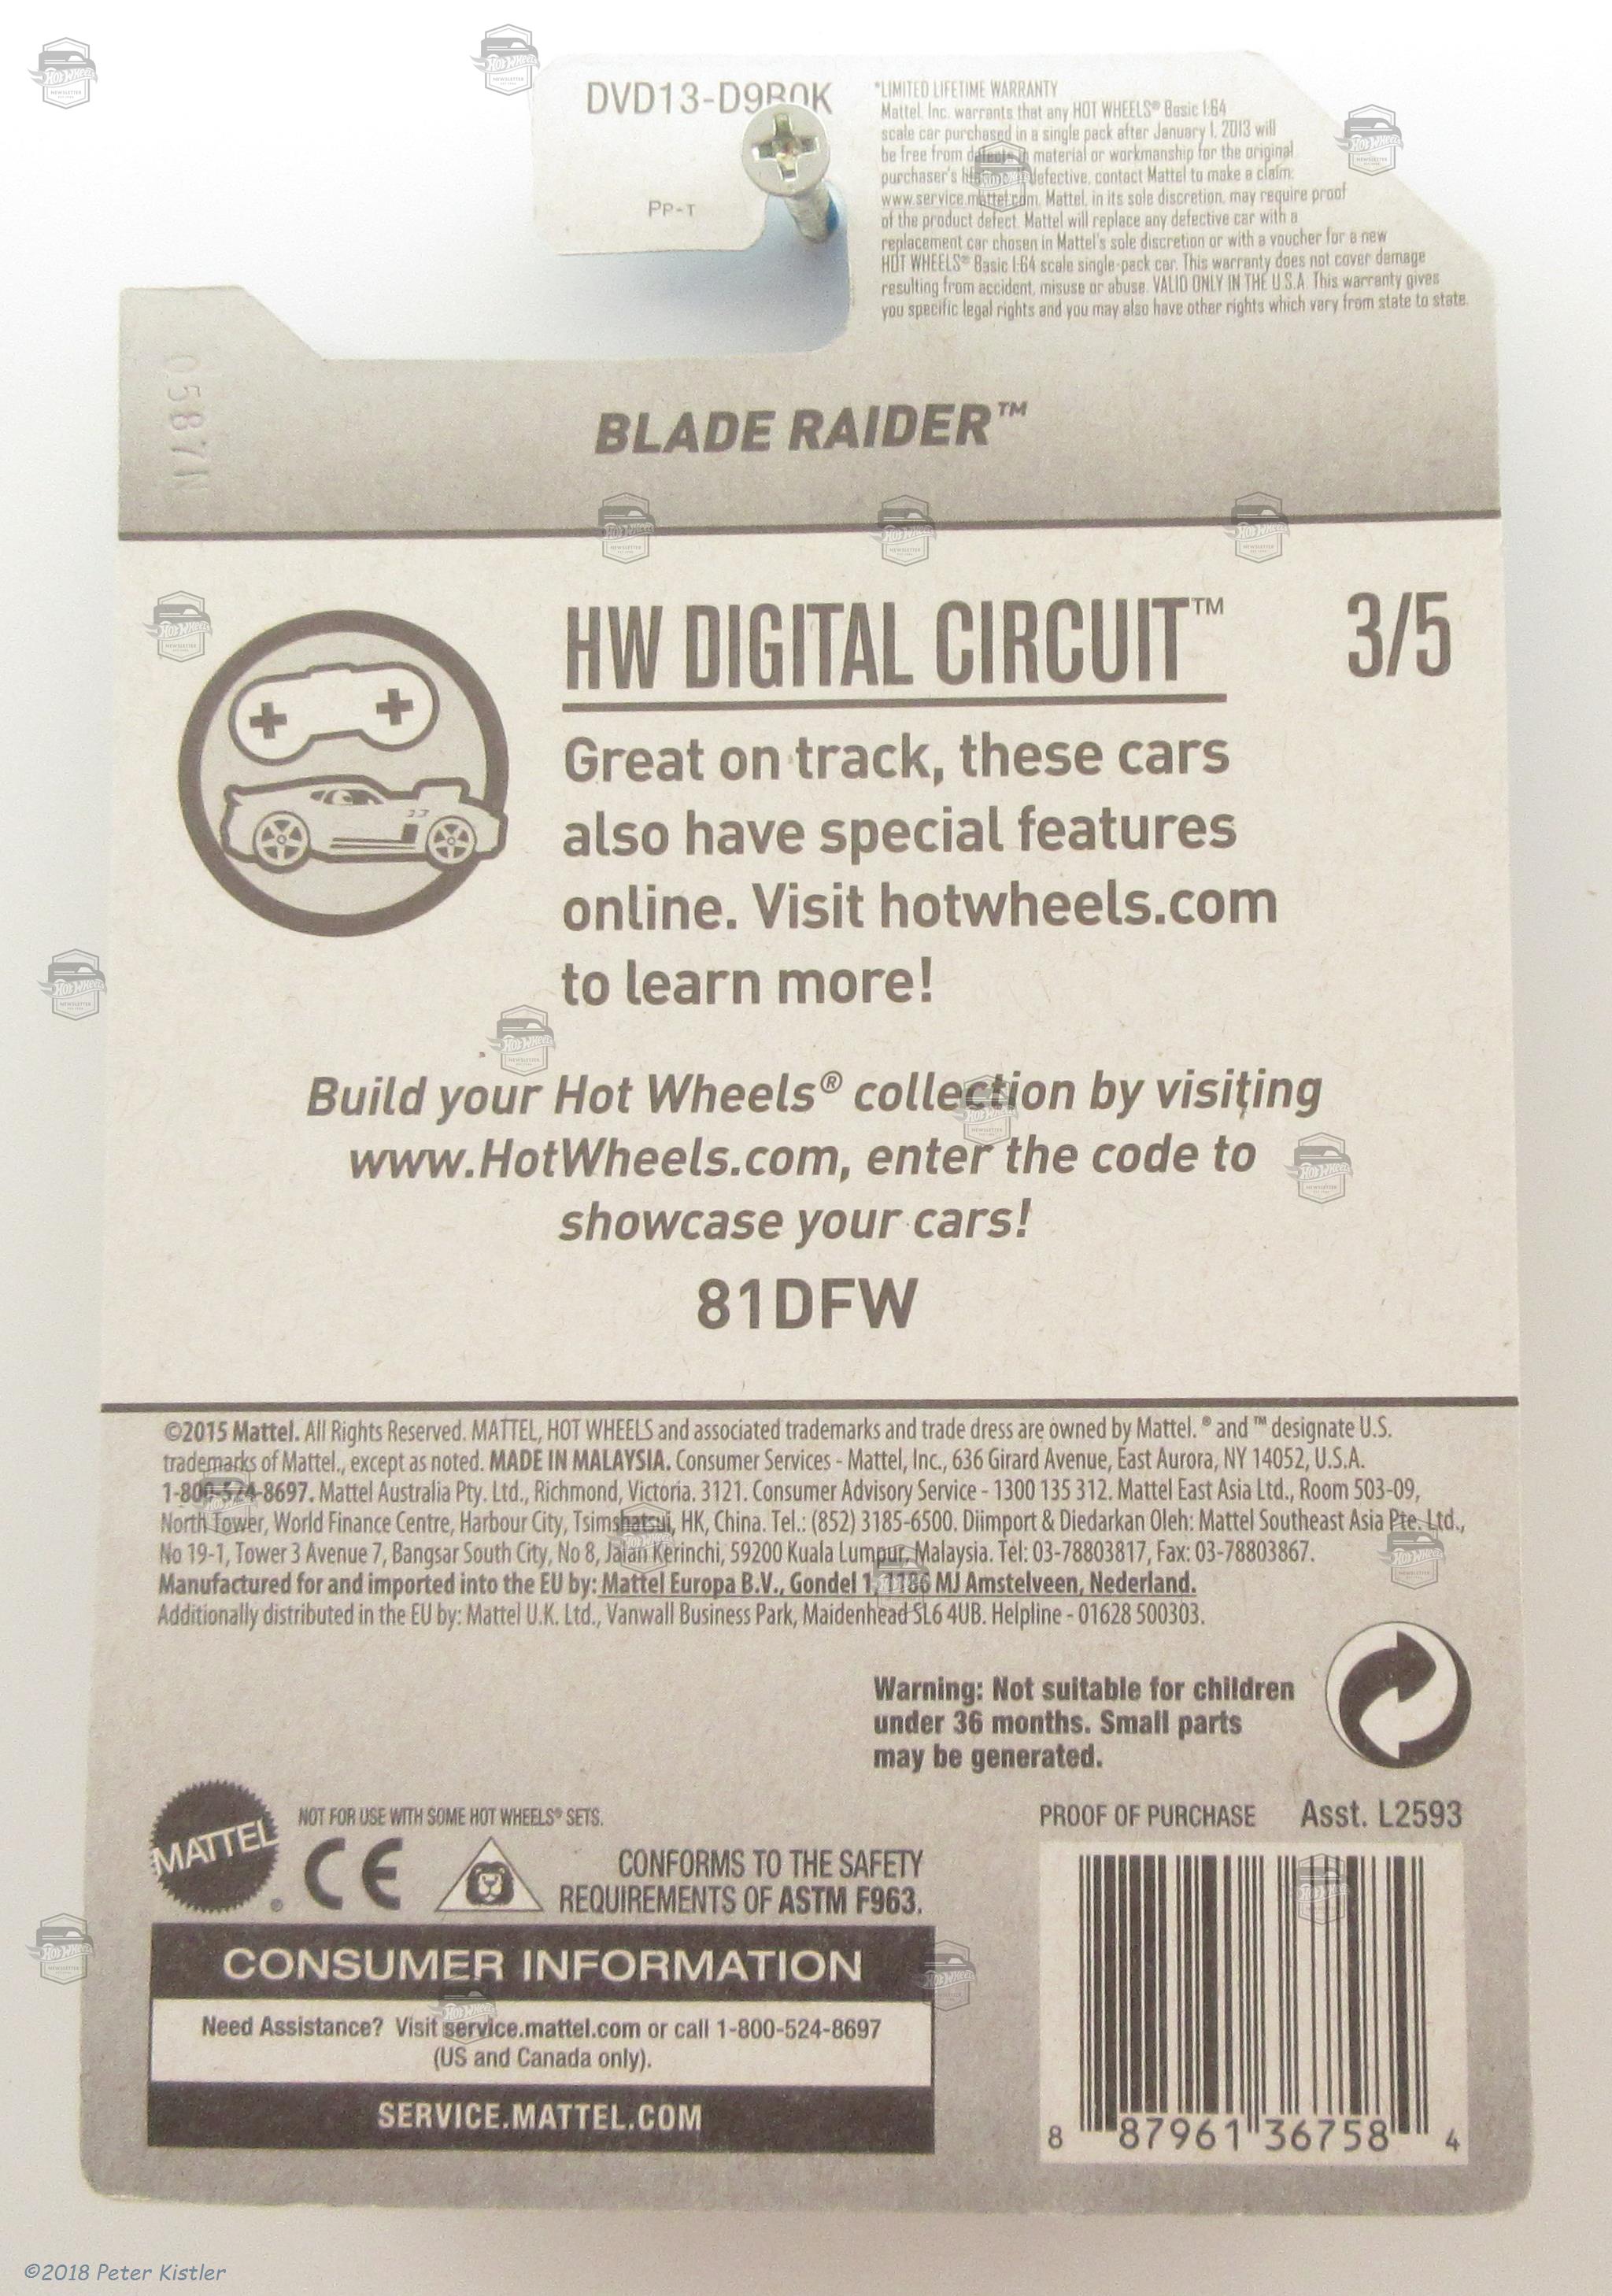 DVD13-D9B0K
Pp-T
*LIMITED LIFETIME WARRANTY
Mattel, Inc. warrants that any HOT WHEELS® Basic 1:64
scale car purchased in a single pack after January 1, 2013 will
be free from defects in material or workmanship for the original
purchaser's defective, contact Mattel to make a claim:
www.service.mattel.com. Mattel, in its sole discretion, may require proof
of the product defect. Mattel will replace any defective car with a
replacement car chosen in Mattel's sole discretion or with a voucher for a new
HOT WHEELS® Basic 1:64 scale single-pack car. This warranty does not cover damage
resulting from accident, misuse or abuse. VALID ONLY IN THE U.S.A. This warranty gives
you specific legal rights and you may also have other rights which vary from state to state.
0587N
BLADE RAIDER™
HW DIGITAL CIRCUIT™ 3/5
Great on track, these cars
also have special features
online. Visit hotwheels.com
to learn more!
Build your Hot Wheels® collection by visiting
www.HotWheels.com, enter the code to
showcase your cars!
81DFW
©2015 Mattel. All Rights Reserved. MATTEL, HOT WHEELS and associated trademarks and trade dress are owned by Mattel. ® and ™ designate U.S.
trademarks of Mattel., except as noted. MADE IN MALAYSIA. Consumer Services - Mattel, Inc., 636 Girard Avenue, East Aurora, NY 14052, U.S.A.
1-800-524-8697. Mattel Australia Pty. Ltd., Richmond, Victoria. 3121. Consumer Advisory Service - 1300 135 312. Mattel East Asia Ltd., Room 503-09,
North Tower, World Finance Centre, Harbour City, Tsimshatsui, HK, China. Tel.: (852) 3185-6500. Diimport & Diedarkan Oleh: Mattel Southeast Asia Pte. Ltd.,
No 19-1, Tower 3 Avenue 7, Bangsar South City, No 8, Jalan Kerinchi, 59200 Kuala Lumpur, Malaysia. Tel: 03-78803817, Fax: 03-78803867.
Manufactured for and imported into the EU by: Mattel Europa B.V., Gondel 1, 1186 MJ Amstelveen, Nederland.
Additionally distributed in the EU by: Mattel U.K. Ltd., Vanwall Business Park, Maidenhead SL6 4UB. Helpline - 01628 500303.
Warning: Not suitable for children
under 36 months. Small parts
may be generated.
MATTEL®
NOT FOR USE WITH SOME HOT WHEELS® SETS.
CE
CONFORMS TO THE SAFETY
REQUIREMENTS OF ASTM F963.
PROOF OF PURCHASE Asst. L2593
CONSUMER INFORMATION
Need Assistance? Visit service.mattel.com or call 1-800-524-8697
(US and Canada only).
SERVICE.MATTEL.COM
8 87961 36758 4
©2018 Peter Kistler